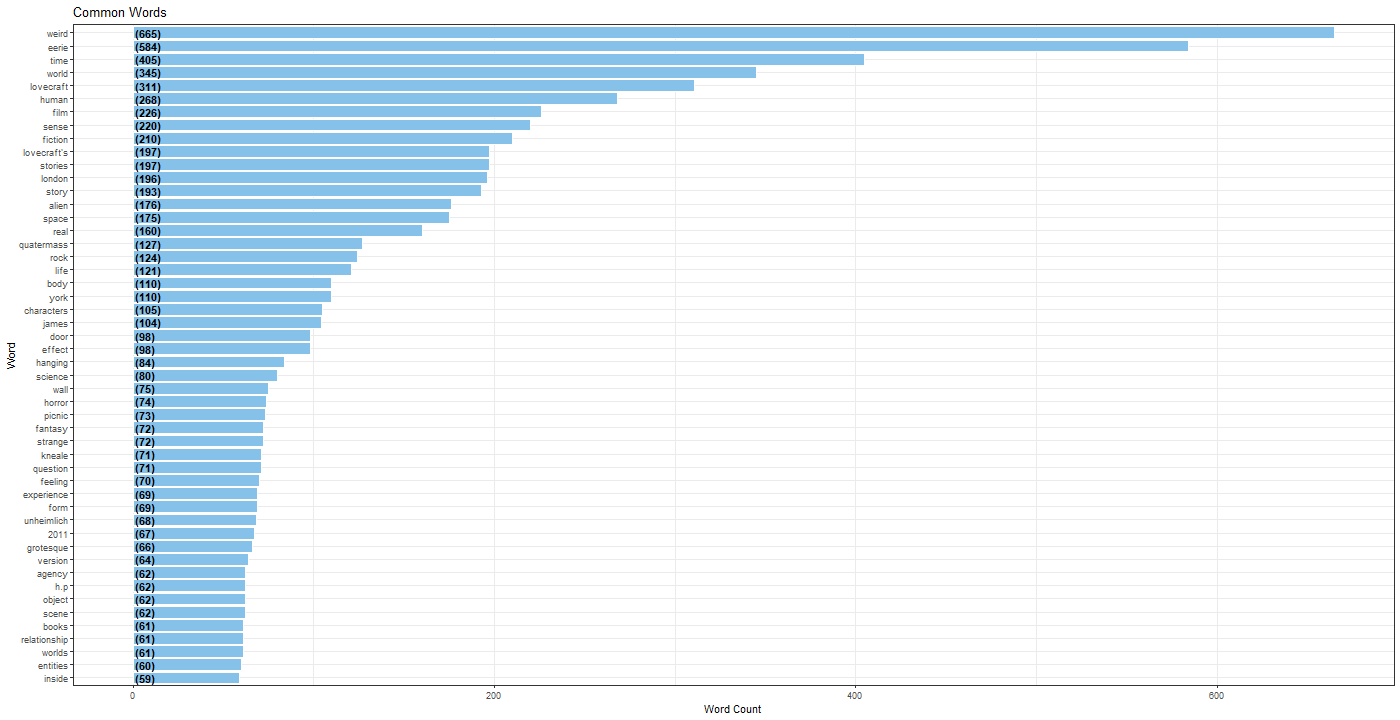 Common Words
weird (665)
eerie (584)
time (405)
world (345)
lovecraft (311)
human (268)
film (226)
sense (220)
fiction (210)
lovecraft's (197)
stories (197)
london (196)
story (193)
alien (176)
space (175)
real (160)
quatermass (127)
rock (124)
life (121)
body (110)
york (110)
characters (105)
james (104)
door (98)
effect (98)
hanging (84)
science (80)
wall (75)
horror (74)
picnic (73)
fantasy (72)
strange (72)
kneale (71)
question (71)
feeling (70)
experience (69)
form (69)
unheimlich (68)
2011 (67)
grotesque (66)
version (64)
agency (62)
h.p (62)
object (62)
scene (62)
books (61)
relationship (61)
worlds (61)
entities (60)
inside (59)
0 200 400 600
Word Count
Word